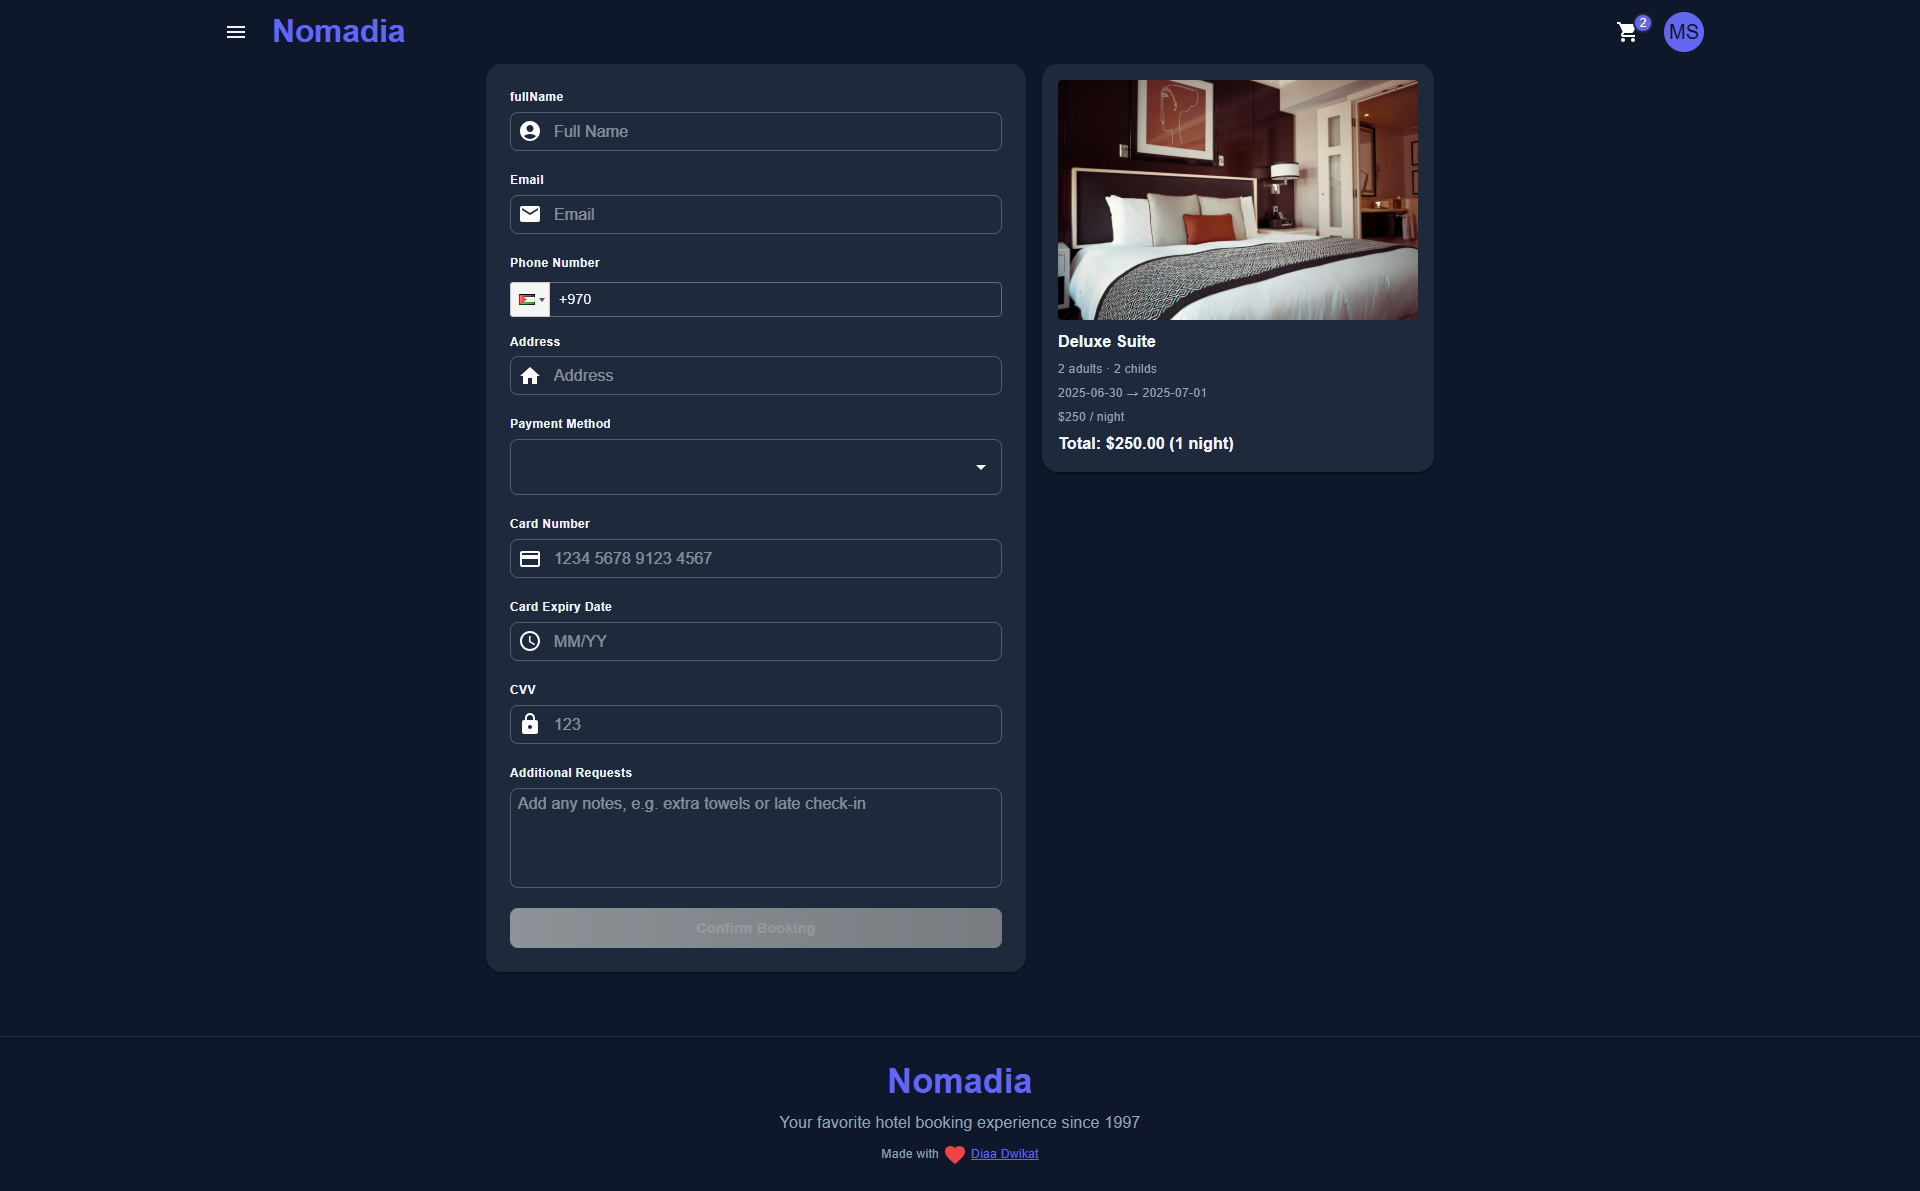 Nomadia
2
MS
fullName
Full Name
Email
Email
Phone Number
+970
Address
Address
Payment Method
Card Number
1234 5678 9123 4567
Card Expiry Date
MM/YY
CVV
123
Additional Requests
Add any notes, e.g. extra towels or late check-in
Confirm Booking
Deluxe Suite
2 adults · 2 childs
2025-06-30 → 2025-07-01
$250 / night
Total: $250.00 (1 night)
Nomadia
Your favorite hotel booking experience since 1997
Made with ❤ Diaa Dwikat